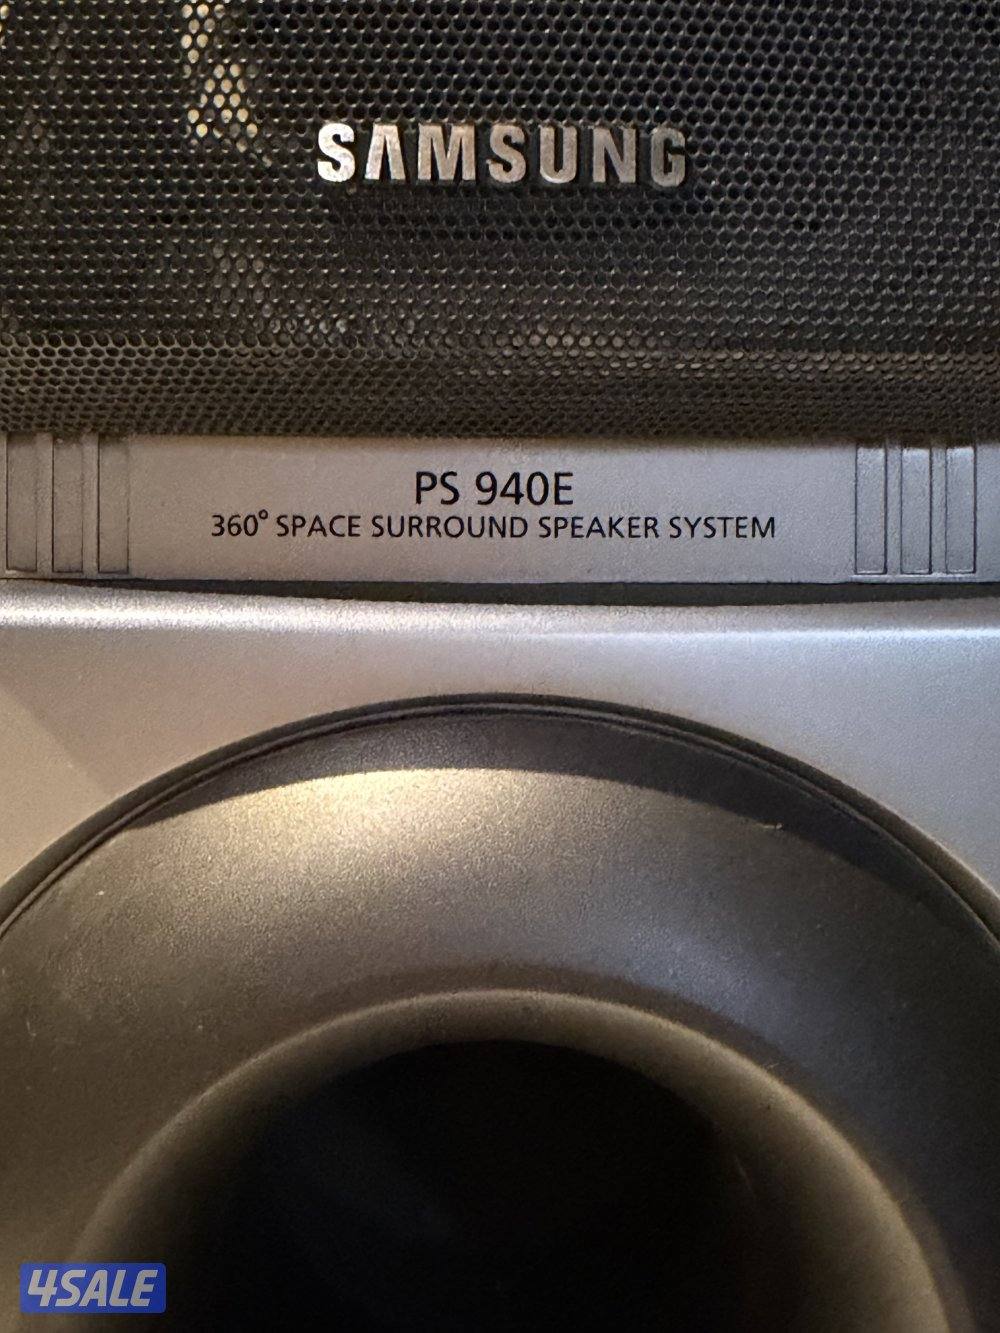 SAMSUNG
PS 940E
360° SPACE SURROUND SPEAKER SYSTEM
4SALE